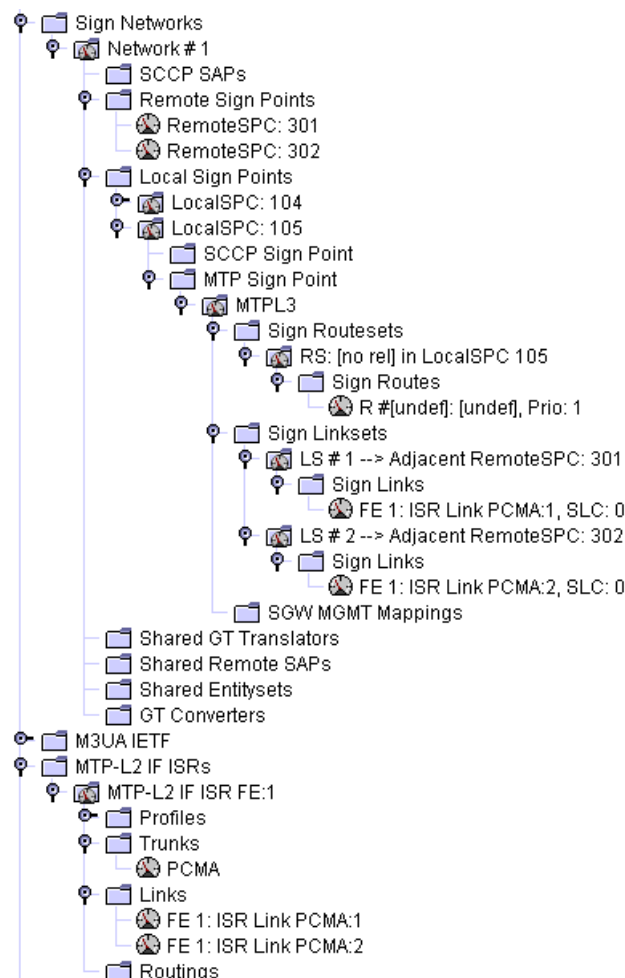 Sign Networks
Network # 1
SCCP SAPs
Remote Sign Points
RemoteSPC: 301
RemoteSPC: 302
Local Sign Points
LocalSPC: 104
LocalSPC: 105
SCCP Sign Point
MTP Sign Point
MTPL3
Sign Routesets
RS: [no rel] in LocalSPC 105
Sign Routes
R #[undef]: [undef], Prio: 1
Sign Linksets
LS # 1 --> Adjacent RemoteSPC: 301
Sign Links
FE 1: ISR Link PCMA:1, SLC: 0
LS # 2 --> Adjacent RemoteSPC: 302
Sign Links
FE 1: ISR Link PCMA:2, SLC: 0
SGW MGMT Mappings
Shared GT Translators
Shared Remote SAPs
Shared Entitysets
GT Converters
M3UA IETF
MTP-L2 IF ISRs
MTP-L2 IF ISR FE:1
Profiles
Trunks
PCMA
Links
FE 1: ISR Link PCMA:1
FE 1: ISR Link PCMA:2
Routings